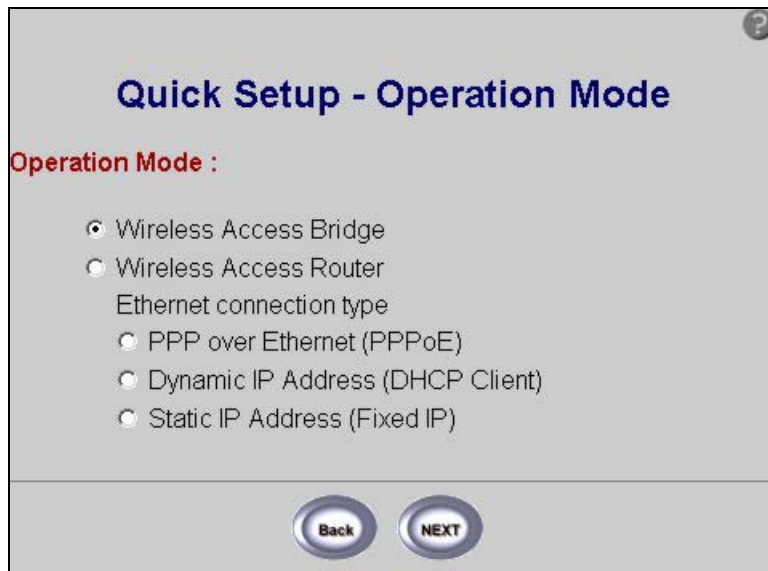 ?
Quick Setup - Operation Mode
Operation Mode :
Wireless Access Bridge
Wireless Access Router
Ethernet connection type
PPP over Ethernet (PPPoE)
Dynamic IP Address (DHCP Client)
Static IP Address (Fixed IP)
Back NEXT